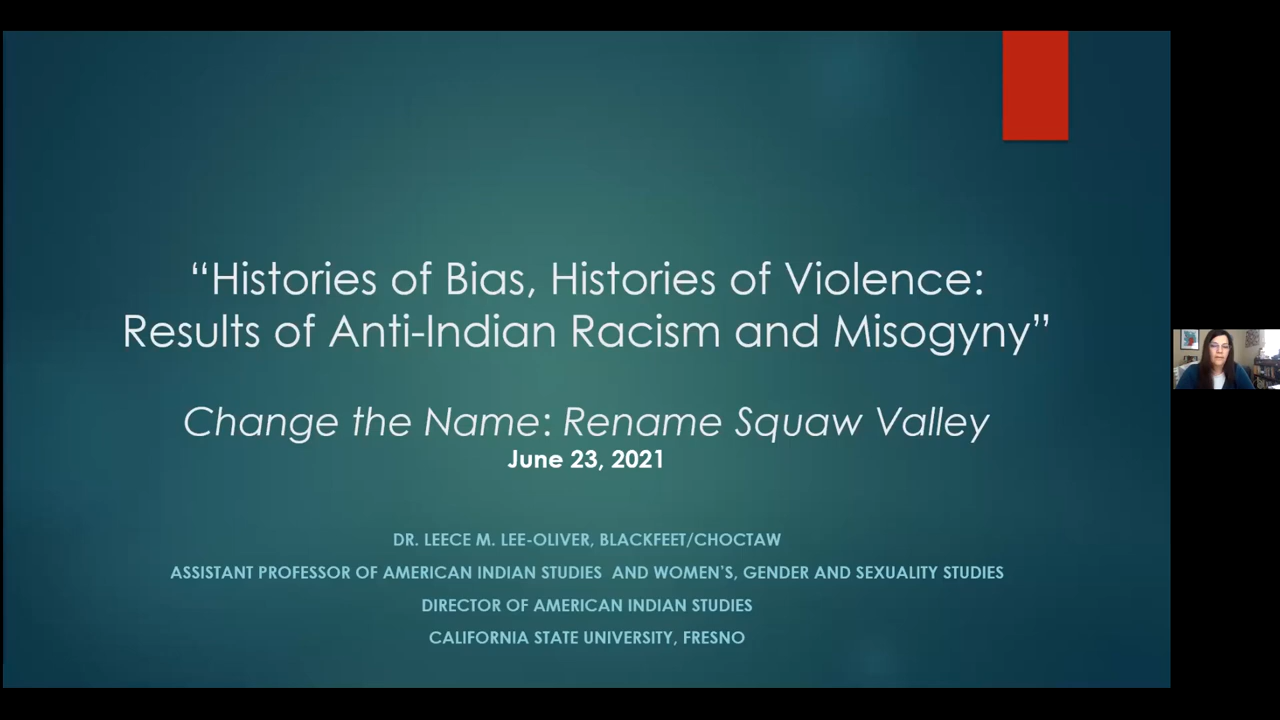 “Histories of Bias, Histories of Violence:
Results of Anti-Indian Racism and Misogyny”
Change the Name: Rename Squaw Valley
June 23, 2021
DR. LEECE M. LEE-OLIVER, BLACKFEET/CHOCTAW
ASSISTANT PROFESSOR OF AMERICAN INDIAN STUDIES AND WOMEN’S, GENDER AND SEXUALITY STUDIES
DIRECTOR OF AMERICAN INDIAN STUDIES
CALIFORNIA STATE UNIVERSITY, FRESNO